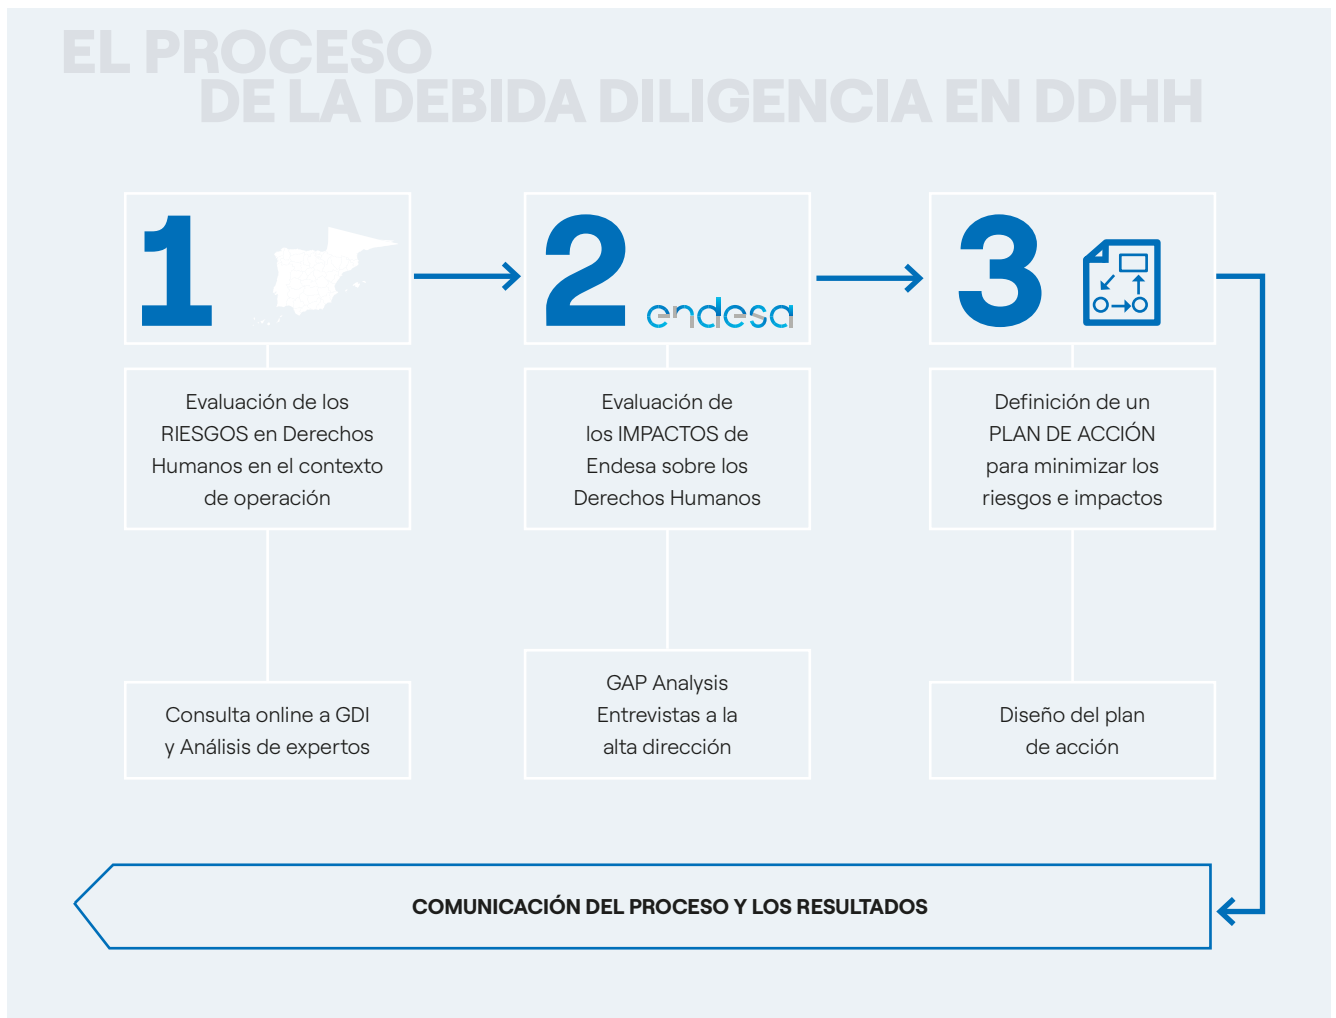 EL PROCESO
DE LA DEBIDA DILIGENCIA EN DDHH
1
Evaluación de los
RIESGOS en Derechos
Humanos en el contexto
de operación
Consulta online a GDI
y Análisis de expertos
2
endesa
Evaluación de
los IMPACTOS de
Endesa sobre los
Derechos Humanos
GAP Analysis
Entrevistas a la
alta dirección
3
Definición de un
PLAN DE ACCIÓN
para minimizar los
riesgos e impactos
Diseño del plan
de acción
COMUNICACIÓN DEL PROCESO Y LOS RESULTADOS